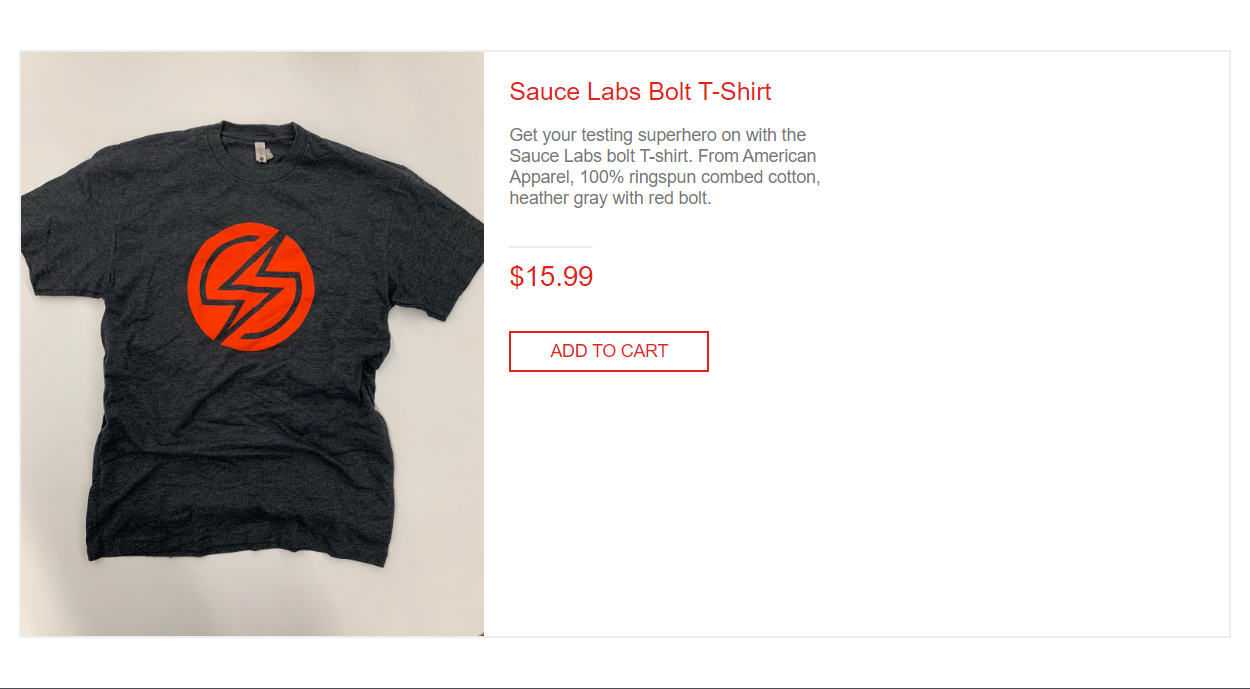 Sauce Labs Bolt T-Shirt
Get your testing superhero on with the
Sauce Labs bolt T-shirt. From American
Apparel, 100% ringspun combed cotton,
heather gray with red bolt.
$15.99
ADD TO CART